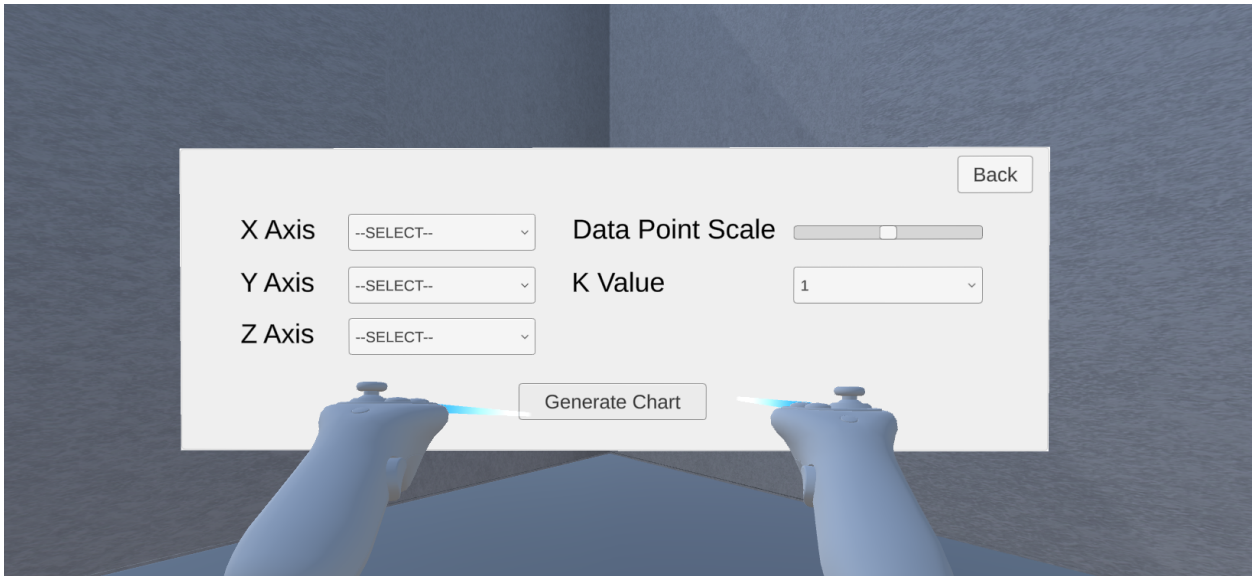 Back
X Axis --SELECT-- Data Point Scale
Y Axis --SELECT-- K Value 1
Z Axis --SELECT--
Generate Chart